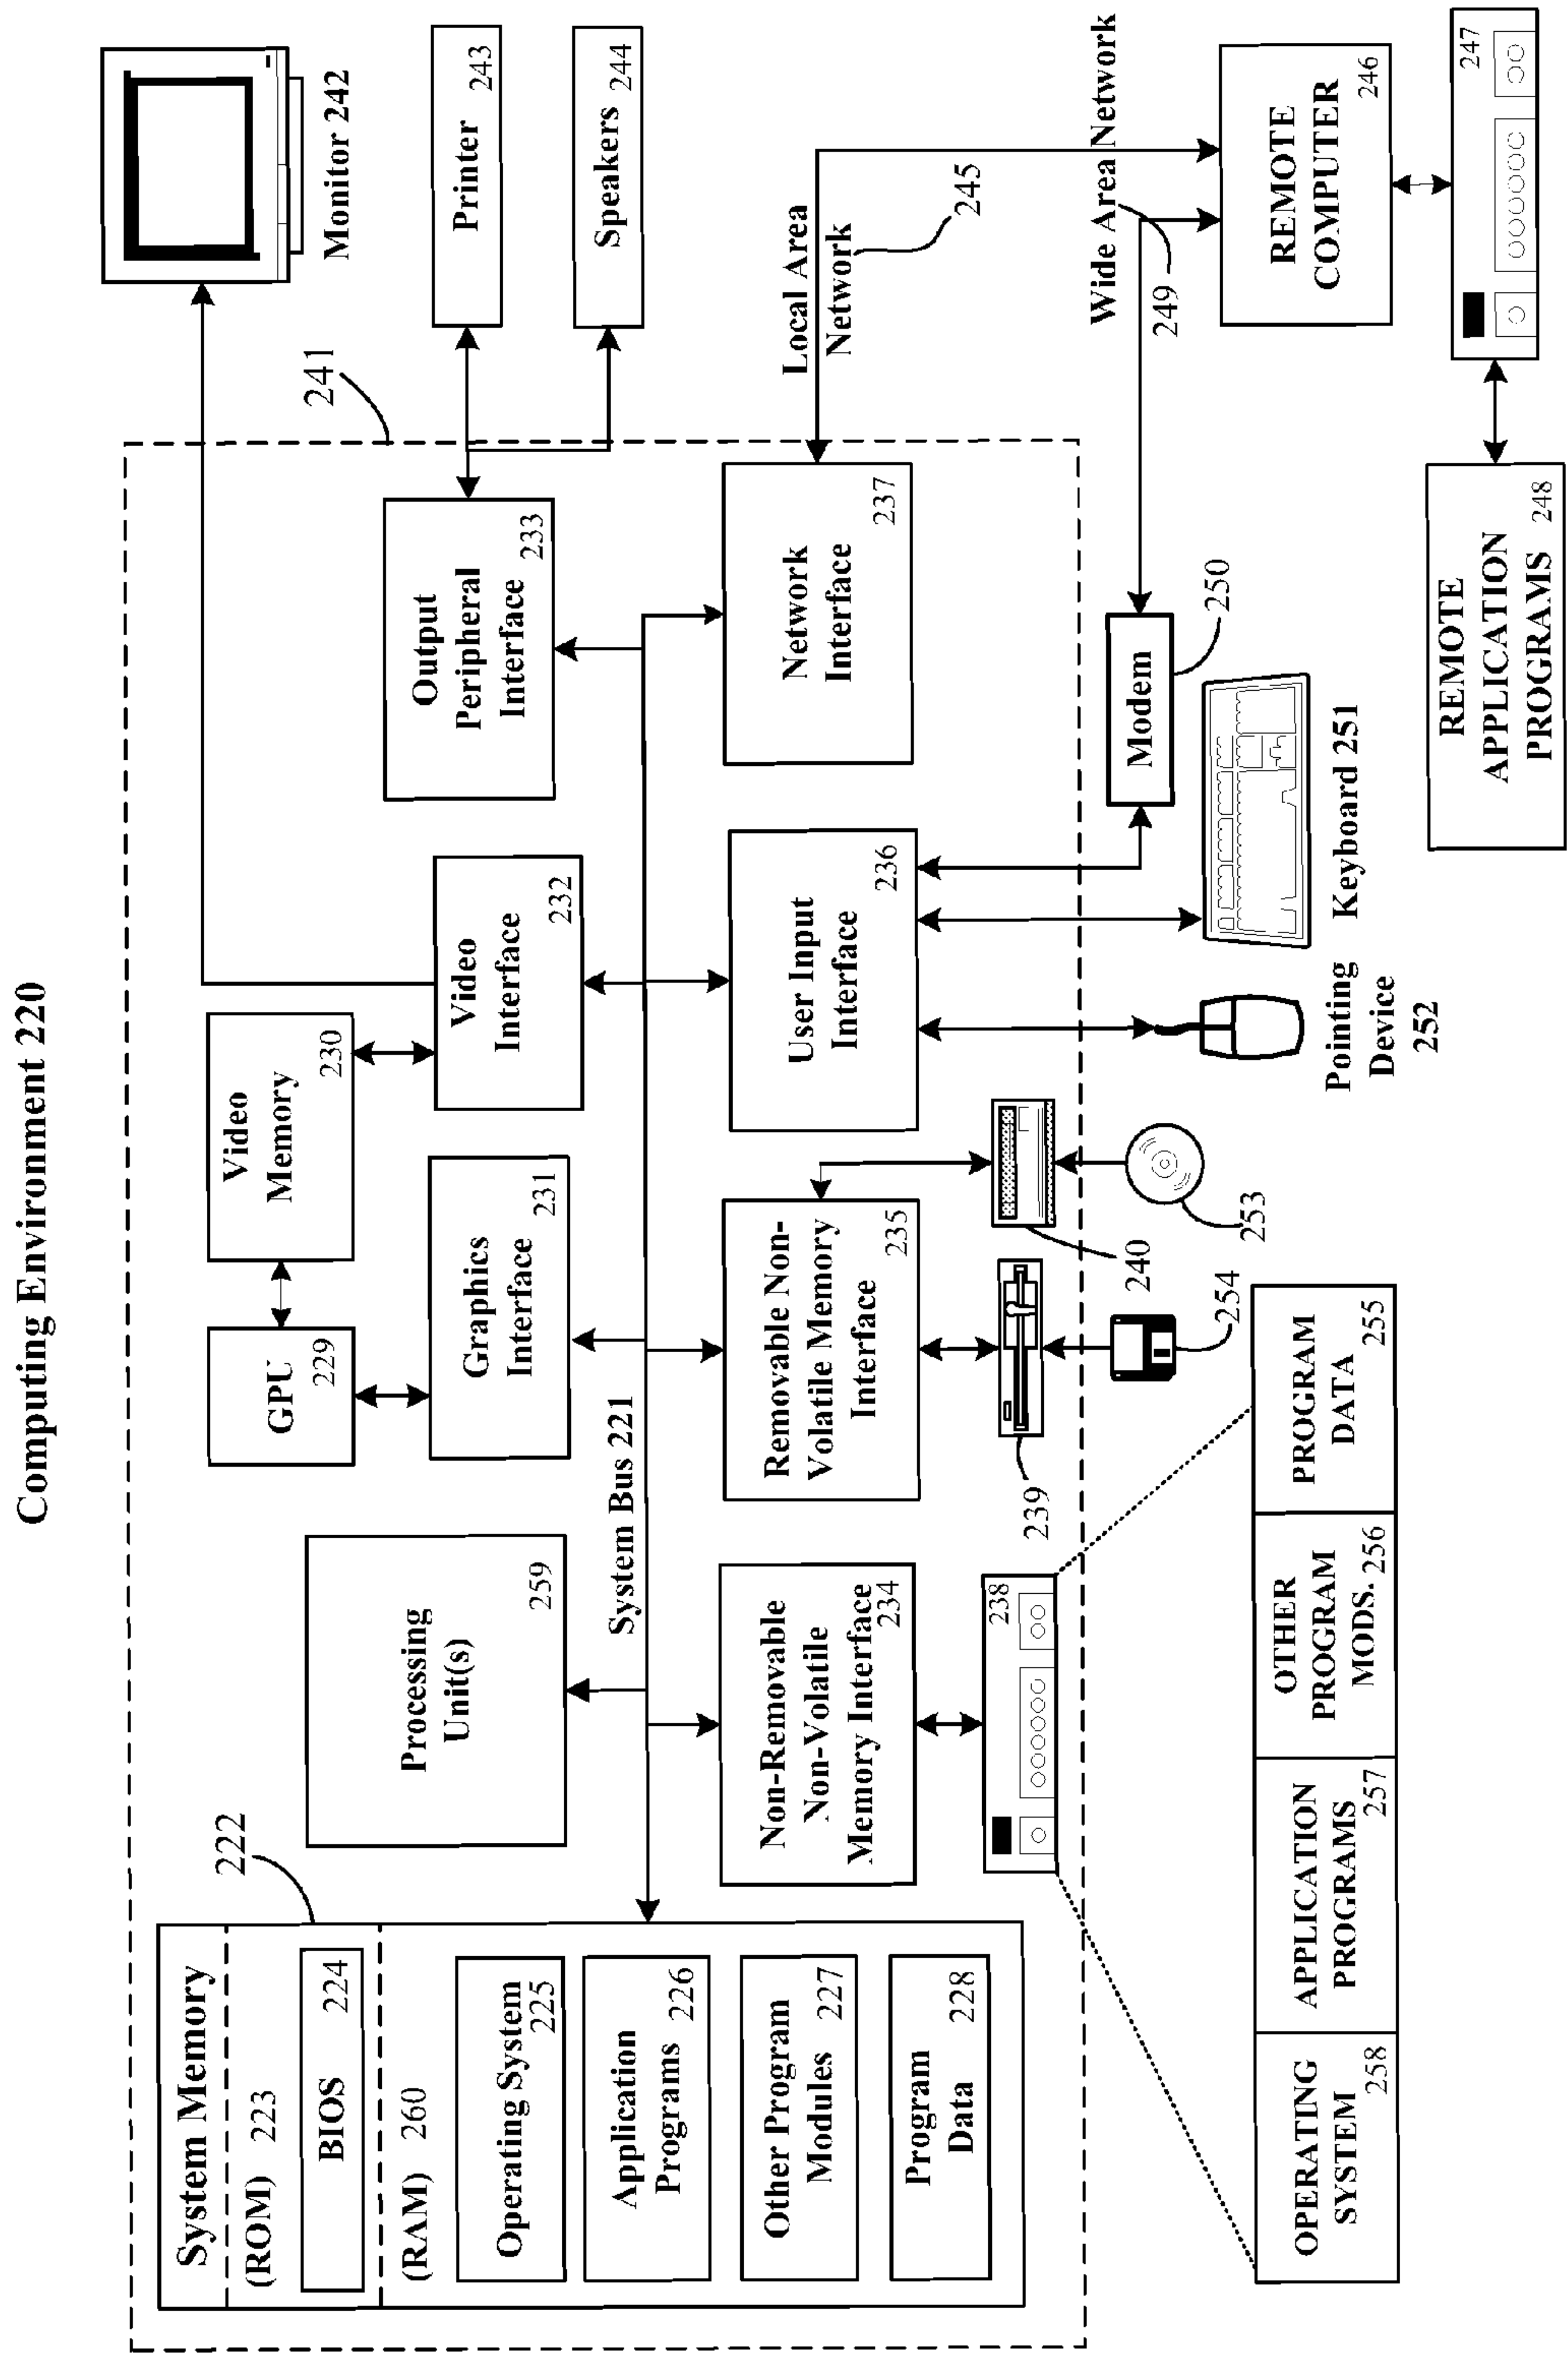 Computing Environment 220
222
System Memory
(ROM) 223
BIOS 224
(RAM) 260
Operating System
225
Application
Programs 226
Other Program
Modules 227
Program
Data
228
Processing
Unit(s)
259
GPU
229
Video
Memory
230
Graphics
Interface
231
Video
Interface
232
Output
Peripheral
Interface
233
241
Monitor 242
Printer
243
Speakers
244
System Bus 221
Non-Removable
Non-Volatile
Memory Interface
234
Removable Non-
Volatile Memory
Interface
235
User Input
Interface
236
Network
Interface
237
Local Area
Network
245
238
239
240
254
253
Pointing
Device
252
Keyboard 251
Modem
250
Wide Area Network
249
REMOTE
COMPUTER
246
247
REMOTE
APPLICATION
PROGRAMS 248
OPERATING
SYSTEM
258
APPLICATION
PROGRAMS
257
OTHER
PROGRAM
MODS. 256
PROGRAM
DATA
255